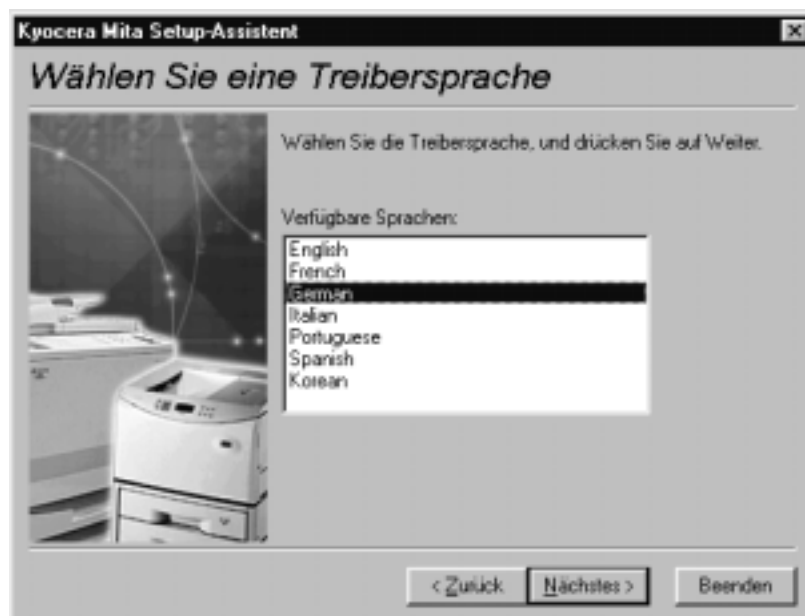 Kyocera Mita Setup-Assistent
Wählen Sie eine Treibersprache
Wählen Sie die Treibersprache, und drücken Sie auf Weiter.
Verfügbare Sprachen:
English
French
German
Italian
Portuguese
Spanish
Korean
< Zurück
Nächstes >
Beenden